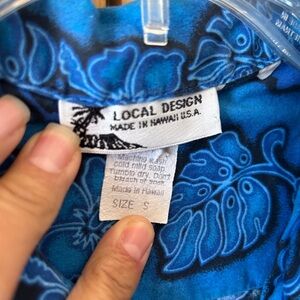 LOCAL DESIGN
MADE IN HAWAII U.S.A.
Machine wash
cold mild soap
Tumble dry. Don't
bleach or soak
Made in Hawaii
SIZE S